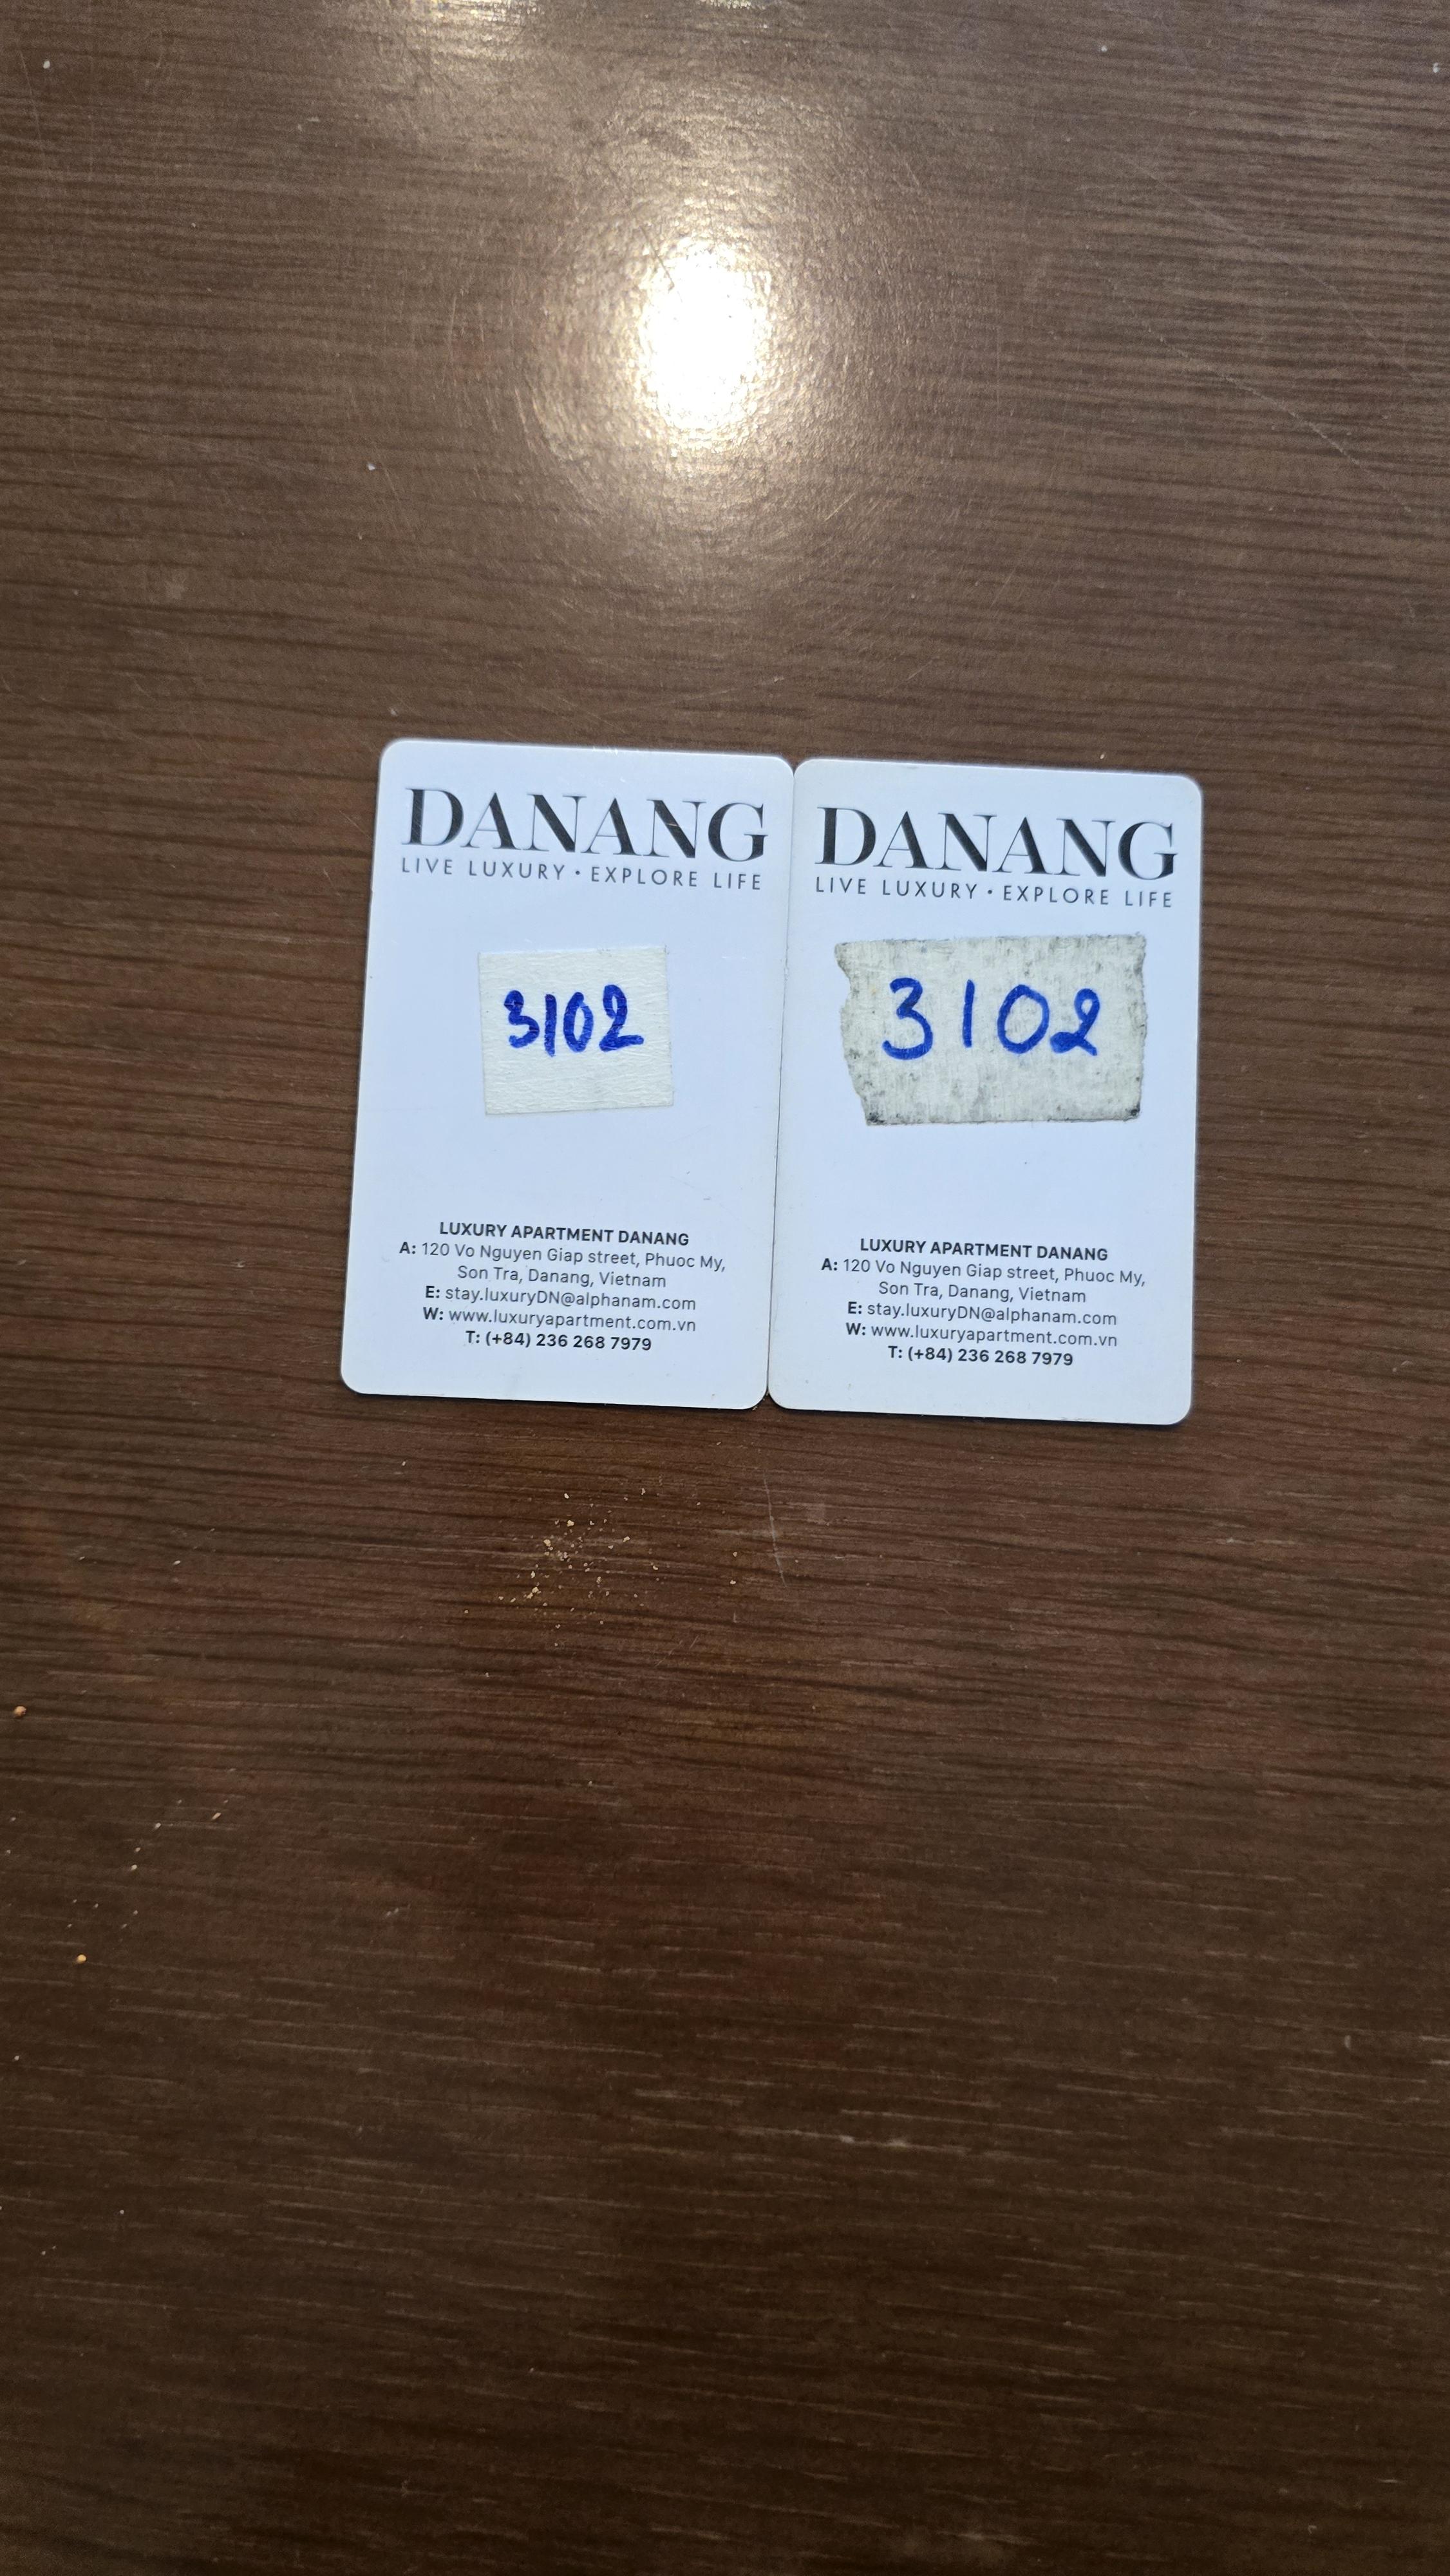 DANANG
LIVE LUXURY • EXPLORE LIFE
3102
LUXURY APARTMENT DANANG
A: 120 Vo Nguyen Giap street, Phuoc My,
Son Tra, Danang, Vietnam
E: stay.luxuryDN@alphanam.com
W: www.luxuryapartment.com.vn
T: (+84) 236 268 7979
DANANG
LIVE LUXURY • EXPLORE LIFE
3102
LUXURY APARTMENT DANANG
A: 120 Vo Nguyen Giap street, Phuoc My,
Son Tra, Danang, Vietnam
E: stay.luxuryDN@alphanam.com
W: www.luxuryapartment.com.vn
T: (+84) 236 268 7979